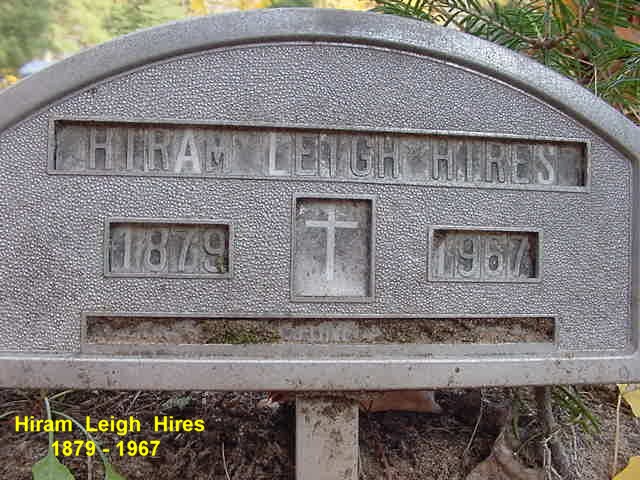 HIRAM LEIGH HIRES
1879 1967
Hiram Leigh Hires
1879 - 1967